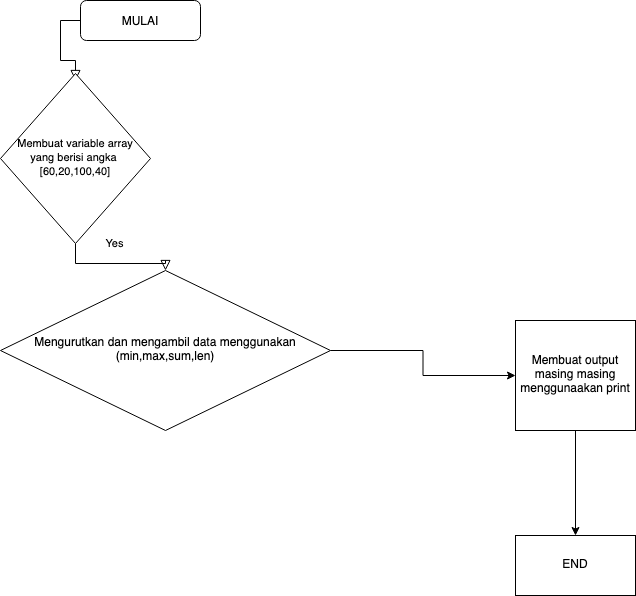 MULAI
Membuat variable array
yang berisi angka
[60,20,100,40]
Yes
Mengurutkan dan mengambil data menggunakan
(min,max,sum,len)
Membuat output
masing masing
menggunaakan print
END